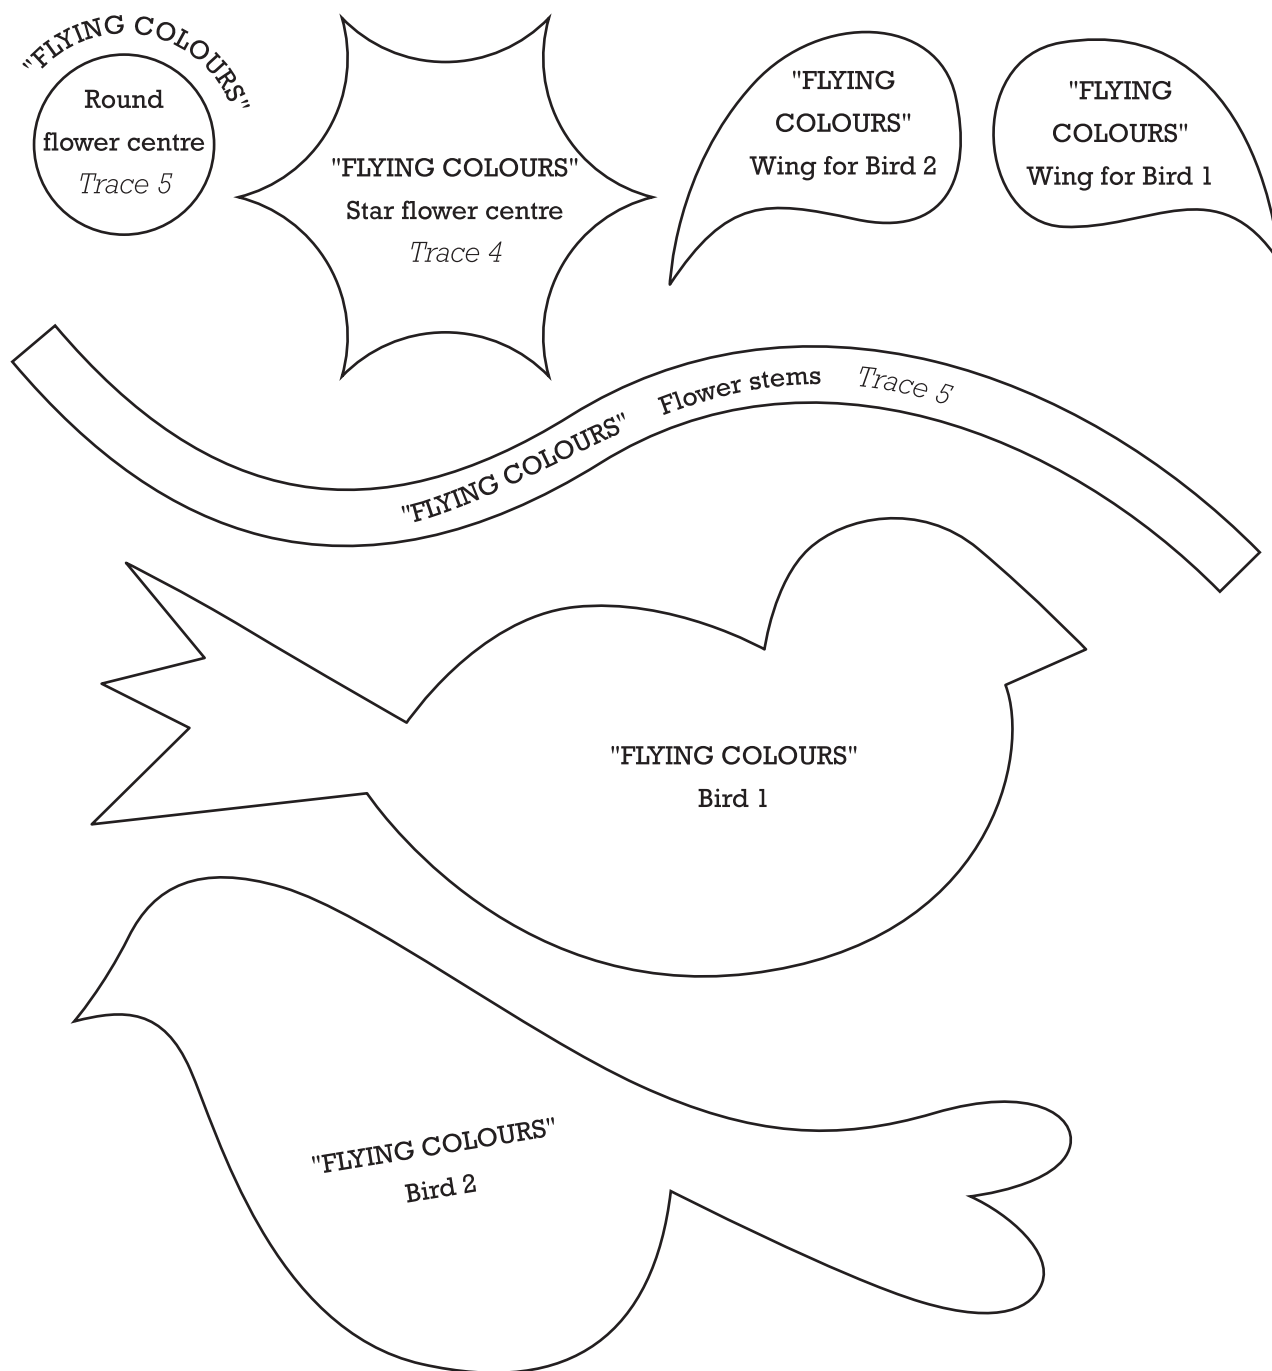 "FLYING COLOURS"
Round
flower centre
Trace 5
"FLYING COLOURS"
Star flower centre
Trace 4
"FLYING
COLOURS"
Wing for Bird 2
"FLYING
COLOURS"
Wing for Bird 1
"FLYING COLOURS" Flower stems Trace 5
"FLYING COLOURS"
Bird 1
"FLYING COLOURS"
Bird 2